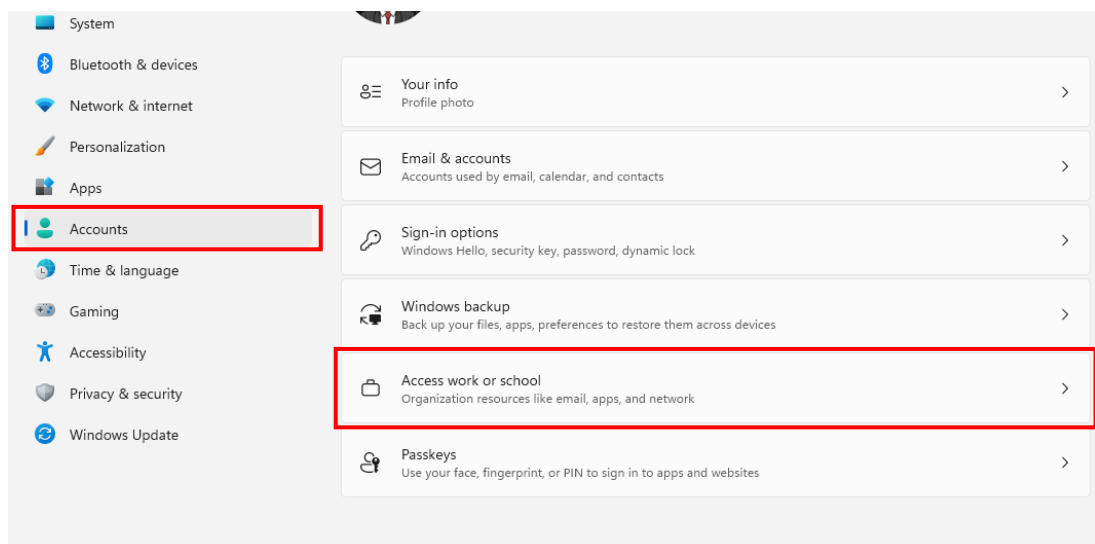 System
Bluetooth & devices
Network & internet
Personalization
Apps
Accounts
Time & language
Gaming
Accessibility
Privacy & security
Windows Update
Your info
Profile photo
Email & accounts
Accounts used by email, calendar, and contacts
Sign-in options
Windows Hello, security key, password, dynamic lock
Windows backup
Back up your files, apps, preferences to restore them across devices
Access work or school
Organization resources like email, apps, and network
Passkeys
Use your face, fingerprint, or PIN to sign in to apps and websites